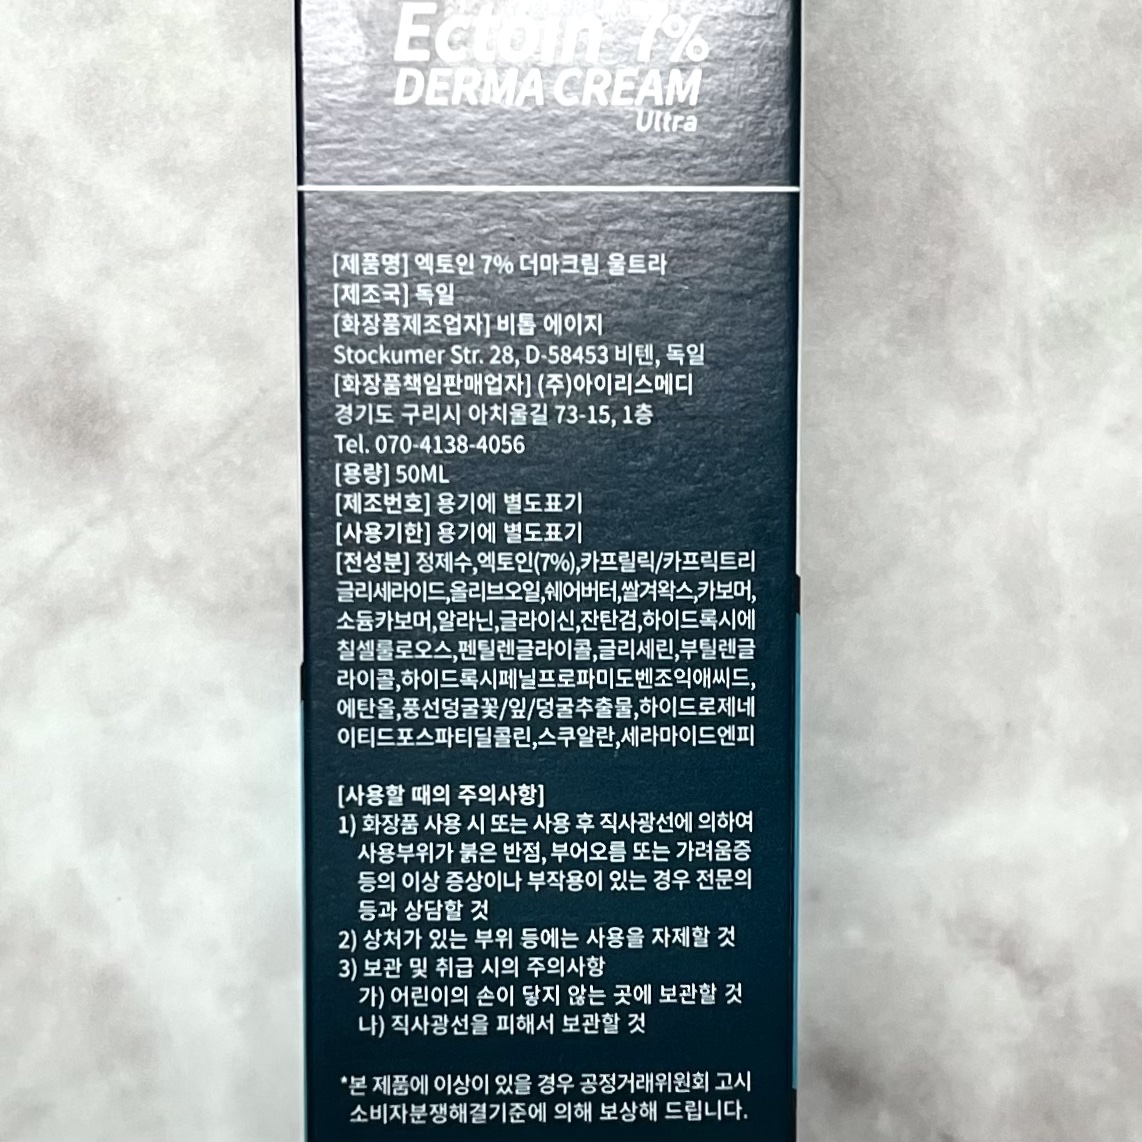 Ectoin 7%
DERMA CREAM
Ultra
[제품명] 엑토인 7% 더마크림 울트라
[제조국] 독일
[화장품제조업자] 비톱 에이지
Stockumer Str. 28, D-58453 비텐, 독일
[화장품책임판매업자] (주)아이리스메디
경기도 구리시 아치울길 73-15, 1층
Tel. 070-4138-4056
[용량] 50ML
[제조번호] 용기에 별도표기
[사용기한] 용기에 별도표기
[전성분] 정제수,엑토인(7%),카프릴릭/카프릭트리
글리세라이드,올리브오일,쉐어버터,쌀겨왁스,카보머,
소듐카보머,알라닌,글라이신,잔탄검,하이드록시에
칠셀룰로오스,펜틸렌글라이콜,글리세린,부틸렌글
라이콜,하이드록시페닐프로파미도벤조익애씨드,
에탄올,풍선덩굴꽃/잎/덩굴추출물,하이드로제네
이티드포스파티딜콜린,스쿠알란,세라마이드엔피
[사용할 때의 주의사항]
1) 화장품 사용 시 또는 사용 후 직사광선에 의하여
사용부위가 붉은 반점, 부어오름 또는 가려움증
등의 이상 증상이나 부작용이 있는 경우 전문의
등과 상담할 것
2) 상처가 있는 부위 등에는 사용을 자제할 것
3) 보관 및 취급 시의 주의사항
가) 어린이의 손이 닿지 않는 곳에 보관할 것
나) 직사광선을 피해서 보관할 것
*본 제품에 이상이 있을 경우 공정거래위원회 고시
소비자분쟁해결기준에 의해 보상해 드립니다.